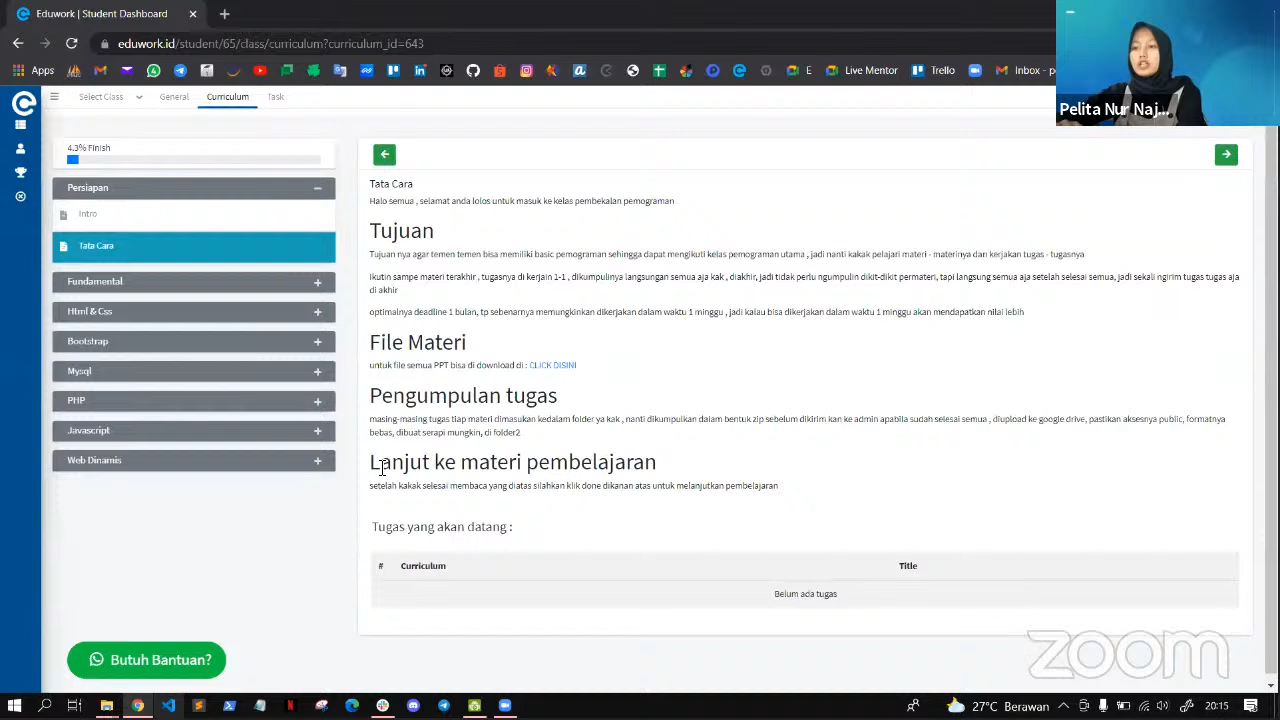 Eduwork | Student Dashboard
eduwork.id/student/65/class/curriculum?curriculum_id=643
Apps
E
Live Mentor
Trello
Pelita Nur Naj...
Select Class
General
Curriculum
Task
4.3% Finish
Persiapan
Intro
Tata Cara
Fundamental
Html & Css
Bootstrap
Mysql
PHP
Javascript
Web Dinamis
Butuh Bantuan?
Tata Cara
Halo semua , selamat anda lolos untuk masuk ke kelas pembekalan pemograman
Tujuan
Tujuan nya agar temen temen bisa memiliki basic pemograman sehingga dapat mengikuti kelas pemograman utama , jadi nanti kakak pelajari materi - materinya dan kerjakan tugas - tugasnya
ikutin sampe materi terakhir , tugasnya di kerjain 1-1 , dikumpulinya langsungan semua aja kak , diakhir, jadi tidak perlu ngumpulin dikit-dikit permateri, tapi langsung semua aja setelah selesai semua, jadi sekali ngirim tugas tugas aja
di akhir
optimalnya deadline 1 bulan, tp sebenarnya memungkinkan dikerjakan dalam waktu 1 minggu , jadi kalau bisa dikerjakan dalam waktu 1 minggu akan mendapatkan nilai lebih
File Materi
untuk file semua PPT bisa di download di : CLICK DISINI
Pengumpulan tugas
masing-masing tugas tiap materi dimasukan kedalam folder ya kak , nanti dikumpulkan dalam bentuk zip sebelum dikirim kan ke admin apabila sudah selesai semua , diupload ke google drive, pastikan aksesnya public, formatnya
bebas, dibuat serapi mungkin, di folder2
Lanjut ke materi pembelajaran
setelah kakak selesai membaca yang diatas silahkan klik done dikanan atas untuk melanjutkan pembelajaran
Tugas yang akan datang :
# Curriculum Title
Belum ada tugas
zoom
27°C Berawan
20:15